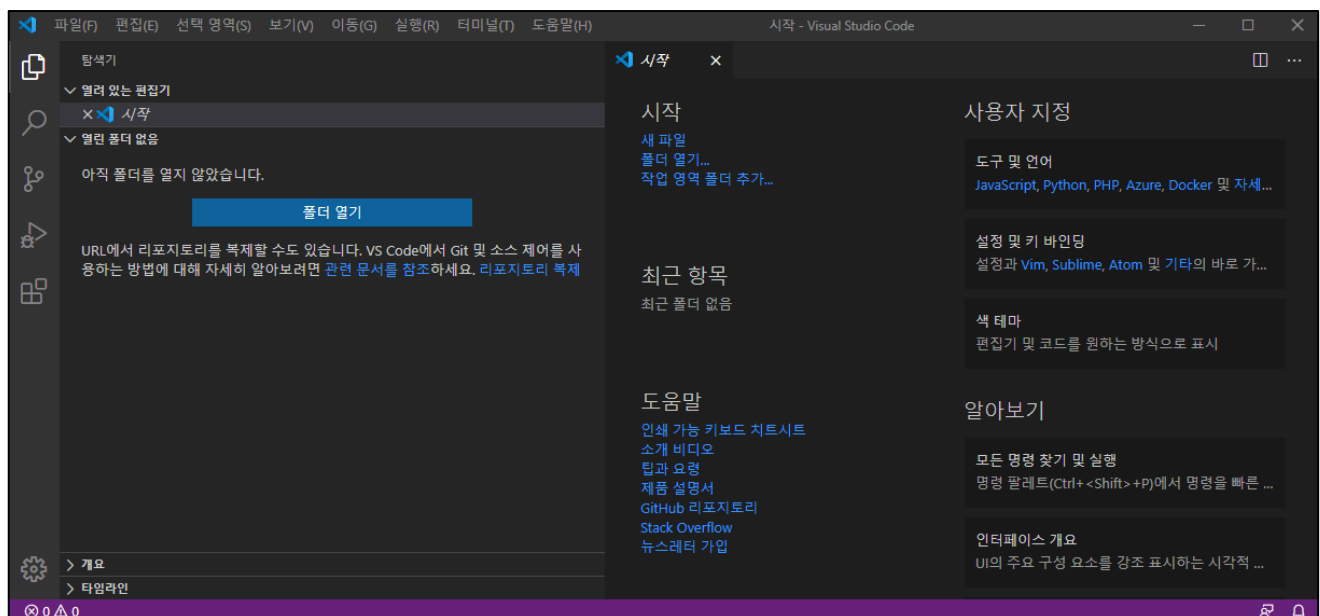 파일(F) 편집(E) 선택 영역(S) 보기(V) 이동(G) 실행(R) 터미널(T) 도움말(H)
시작 - Visual Studio Code
탐색기
열려 있는 편집기
시작
열린 폴더 없음
아직 폴더를 열지 않았습니다.
폴더 열기
URL에서 리포지토리를 복제할 수도 있습니다. VS Code에서 Git 및 소스 제어를 사
용하는 방법에 대해 자세히 알아보려면 관련 문서를 참조하세요. 리포지토리 복제
개요
타임라인
시작
시작
새 파일
폴더 열기...
작업 영역 폴더 추가...
최근 항목
최근 폴더 없음
도움말
인쇄 가능 키보드 치트시트
소개 비디오
팁과 요령
제품 설명서
GitHub 리포지토리
Stack Overflow
뉴스레터 가입
사용자 지정
도구 및 언어
JavaScript, Python, PHP, Azure, Docker 및 자세...
설정 및 키 바인딩
설정과 Vim, Sublime, Atom 및 기타의 바로 가...
색 테마
편집기 및 코드를 원하는 방식으로 표시
알아보기
모든 명령 찾기 및 실행
명령 팔레트(Ctrl+<Shift>+P)에서 명령을 빠른 ...
인터페이스 개요
UI의 주요 구성 요소를 강조 표시하는 시각적 ...
0 0